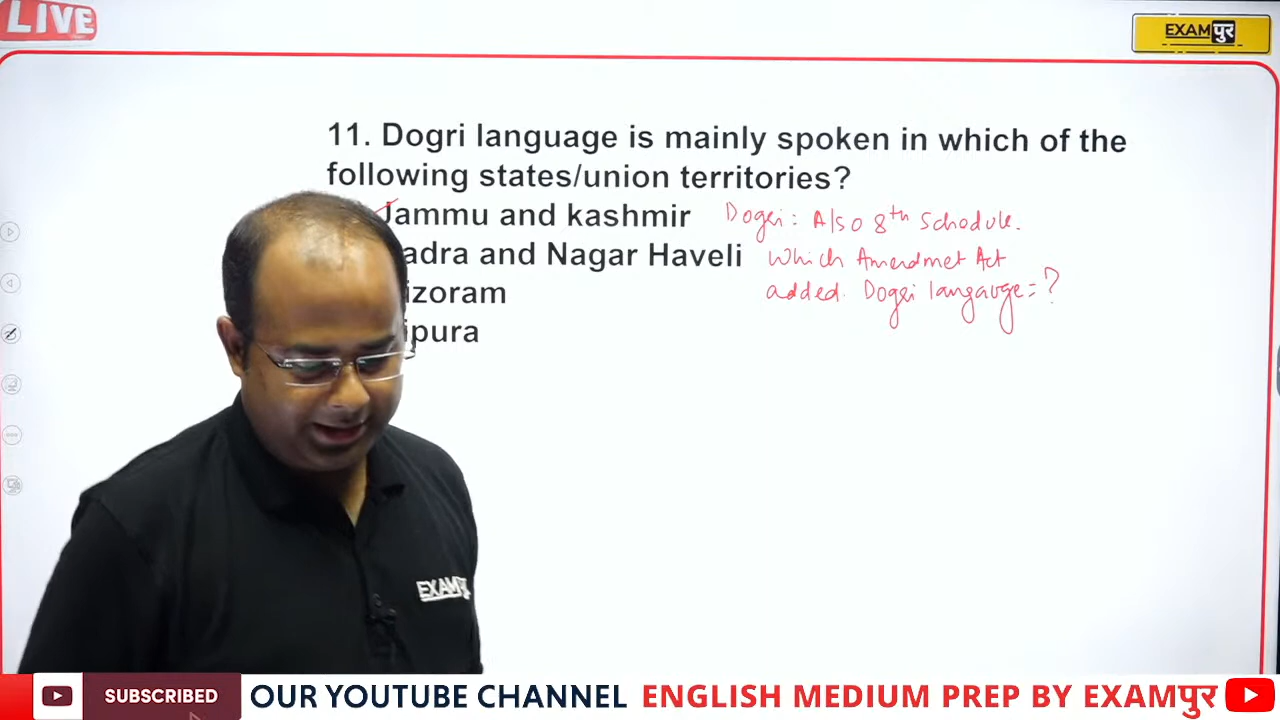 LIVE
EXAMपुर
11. Dogri language is mainly spoken in which of the
following states/union territories?
Jammu and kashmir Dogri: Also 8th Schedule.
adra and Nagar Haveli Which Amendmet Act
izoram added. Dogri langauge = ?
ipura
EXAMपुर
SUBSCRIBED OUR YOUTUBE CHANNEL ENGLISH MEDIUM PREP BY EXAMपुर